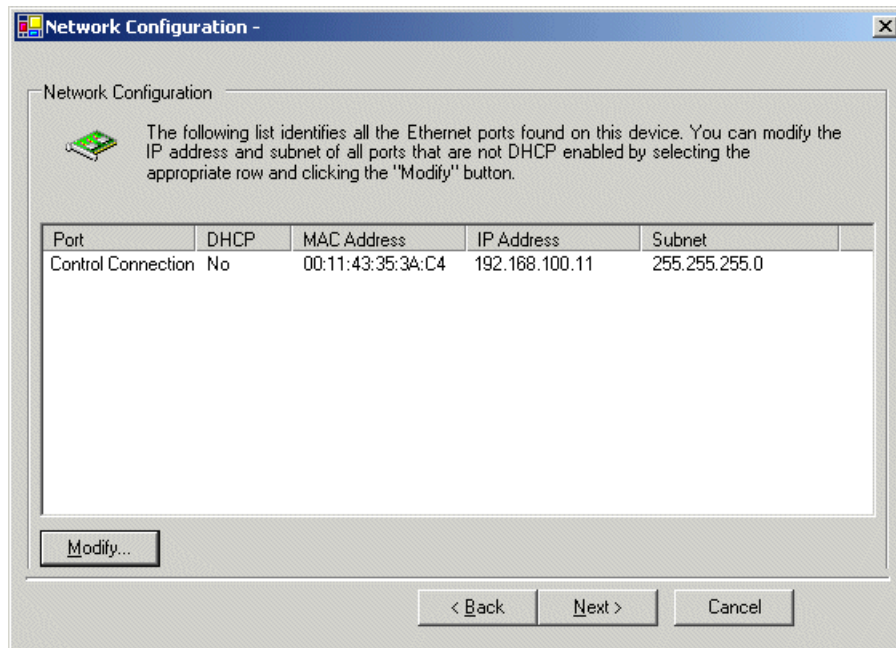 Network Configuration -
Network Configuration
The following list identifies all the Ethernet ports found on this device. You can modify the
IP address and subnet of all ports that are not DHCP enabled by selecting the
appropriate row and clicking the "Modify" button.
Port DHCP MAC Address IP Address Subnet
Control Connection No 00:11:43:35:3A:C4 192.168.100.11 255.255.255.0
Modify...
< Back Next > Cancel